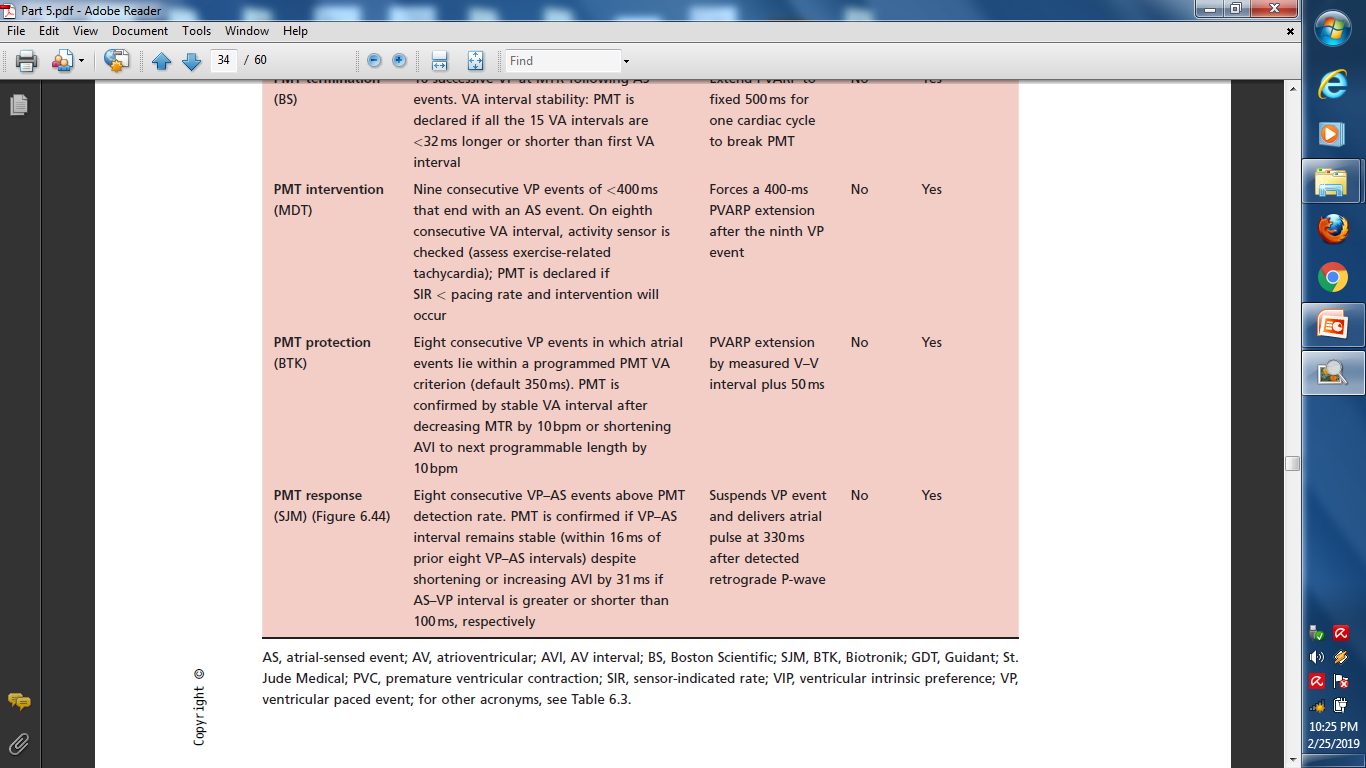 Part 5.pdf - Adobe Reader
File Edit View Document Tools Window Help
34 / 60 Find
PMT termination 16 successive VP at MTR following AS Extend PVARP to No Yes
(BS) events. VA interval stability: PMT is fixed 500 ms for
declared if all the 15 VA intervals are one cardiac cycle
<32 ms longer or shorter than first VA to break PMT
interval
PMT intervention Nine consecutive VP events of <400 ms Forces a 400-ms No Yes
(MDT) that end with an AS event. On eighth PVARP extension
consecutive VA interval, activity sensor is after the ninth VP
checked (assess exercise-related event
tachycardia); PMT is declared if
SIR < pacing rate and intervention will
occur
PMT protection Eight consecutive VP events in which atrial PVARP extension No Yes
(BTK) events lie within a programmed PMT VA by measured V–V
criterion (default 350 ms). PMT is interval plus 50 ms
confirmed by stable VA interval after
decreasing MTR by 10 bpm or shortening
AVI to next programmable length by
10 bpm
PMT response Eight consecutive VP–AS events above PMT Suspends VP event No Yes
(SJM) (Figure 6.44) detection rate. PMT is confirmed if VP–AS and delivers atrial
interval remains stable (within 16 ms of pulse at 330 ms
prior eight VP–AS intervals) despite after detected
shortening or increasing AVI by 31 ms if retrograde P-wave
AS–VP interval is greater or shorter than
100 ms, respectively
AS, atrial-sensed event; AV, atrioventricular; AVI, AV interval; BS, Boston Scientific; SJM, BTK, Biotronik; GDT, Guidant; St.
Jude Medical; PVC, premature ventricular contraction; SIR, sensor-indicated rate; VIP, ventricular intrinsic preference; VP,
ventricular paced event; for other acronyms, see Table 6.3.
Copyright ©
10:25 PM
2/25/2019